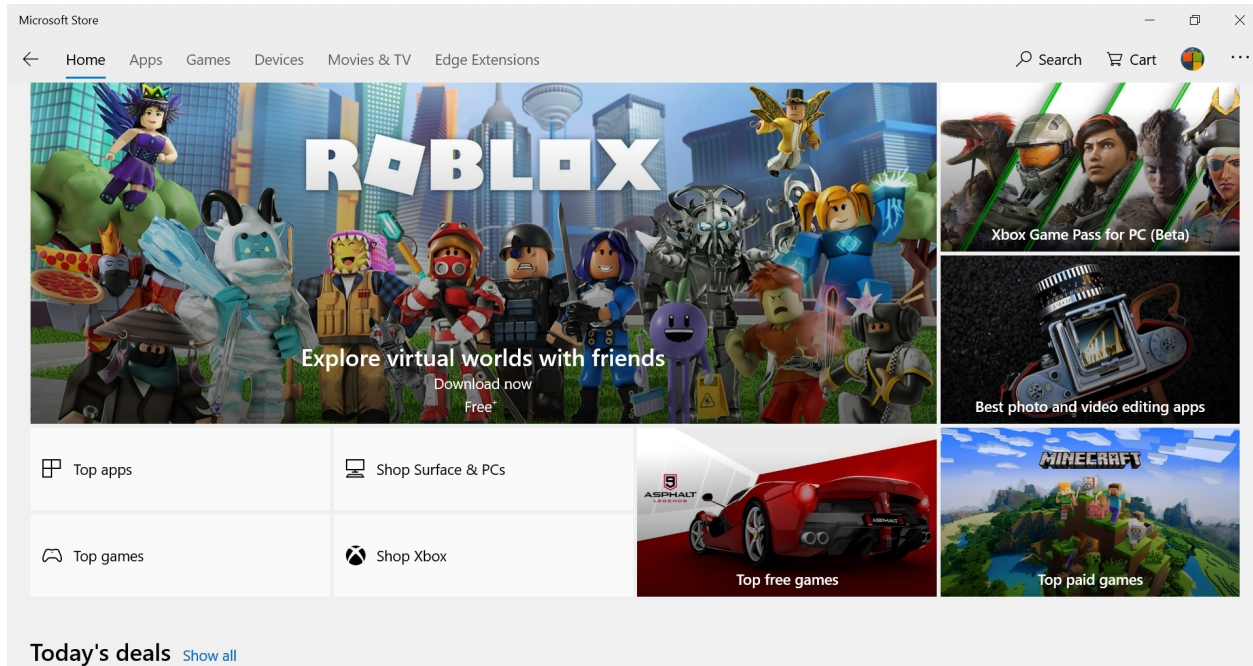 Microsoft Store
Home Apps Games Devices Movies & TV Edge Extensions Search Cart
ROBLOX
Explore virtual worlds with friends
Download now
Free+
Xbox Game Pass for PC (Beta)
Best photo and video editing apps
Top apps
Shop Surface & PCs
Top games
Shop Xbox
9
ASPHALT
LEGENDS
ASPHALT
Top free games
MINECRAFT
Top paid games
Today's deals Show all